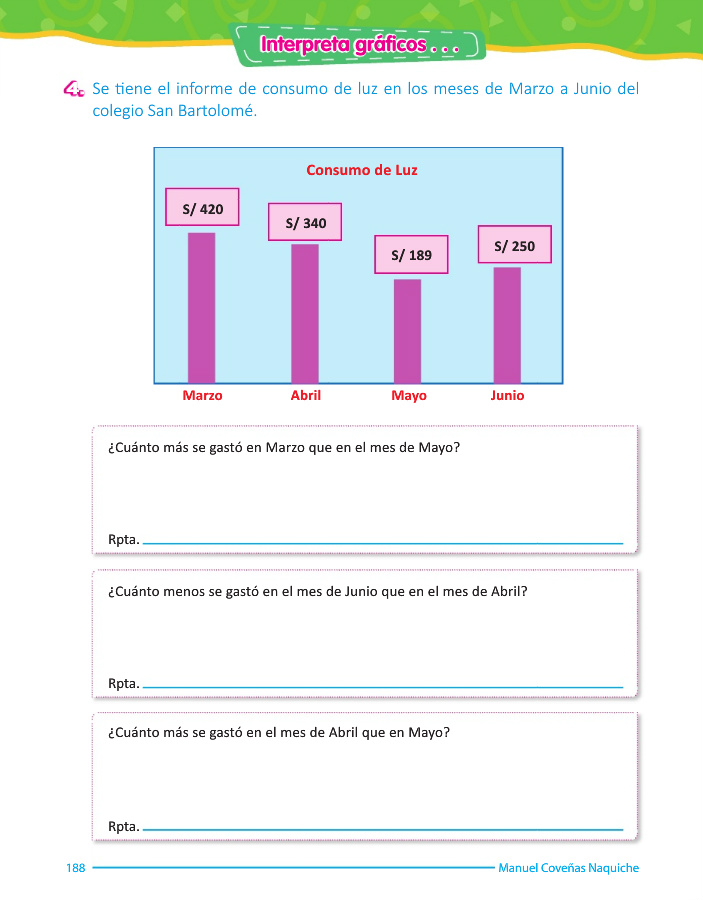 Interpreta gráficos . . .
4. Se tiene el informe de consumo de luz en los meses de Marzo a Junio del
colegio San Bartolomé.
Consumo de Luz
S/ 420
S/ 340
S/ 189
S/ 250
Marzo
Abril
Mayo
Junio
¿Cuánto más se gastó en Marzo que en el mes de Mayo?
Rpta.
¿Cuánto menos se gastó en el mes de Junio que en el mes de Abril?
Rpta.
¿Cuánto más se gastó en el mes de Abril que en Mayo?
Rpta.
188
Manuel Coveñas Naquiche